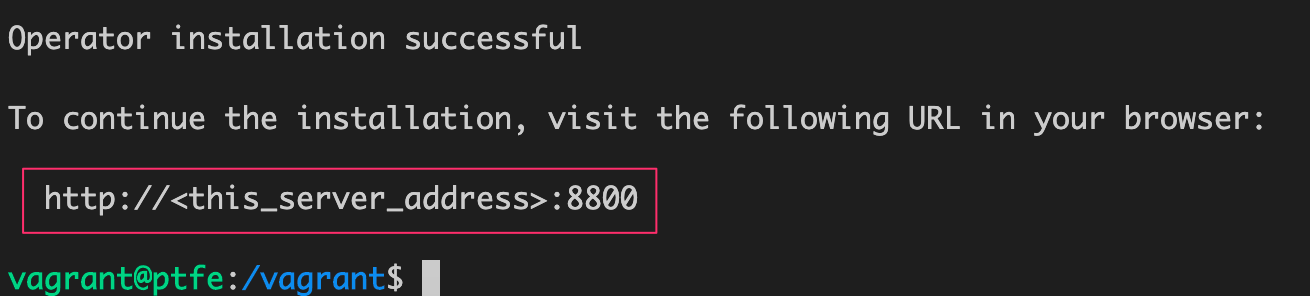 Operator installation successful
To continue the installation, visit the following URL in your browser:
http://<this_server_address>:8800
vagrant@ptfe:/vagrant$